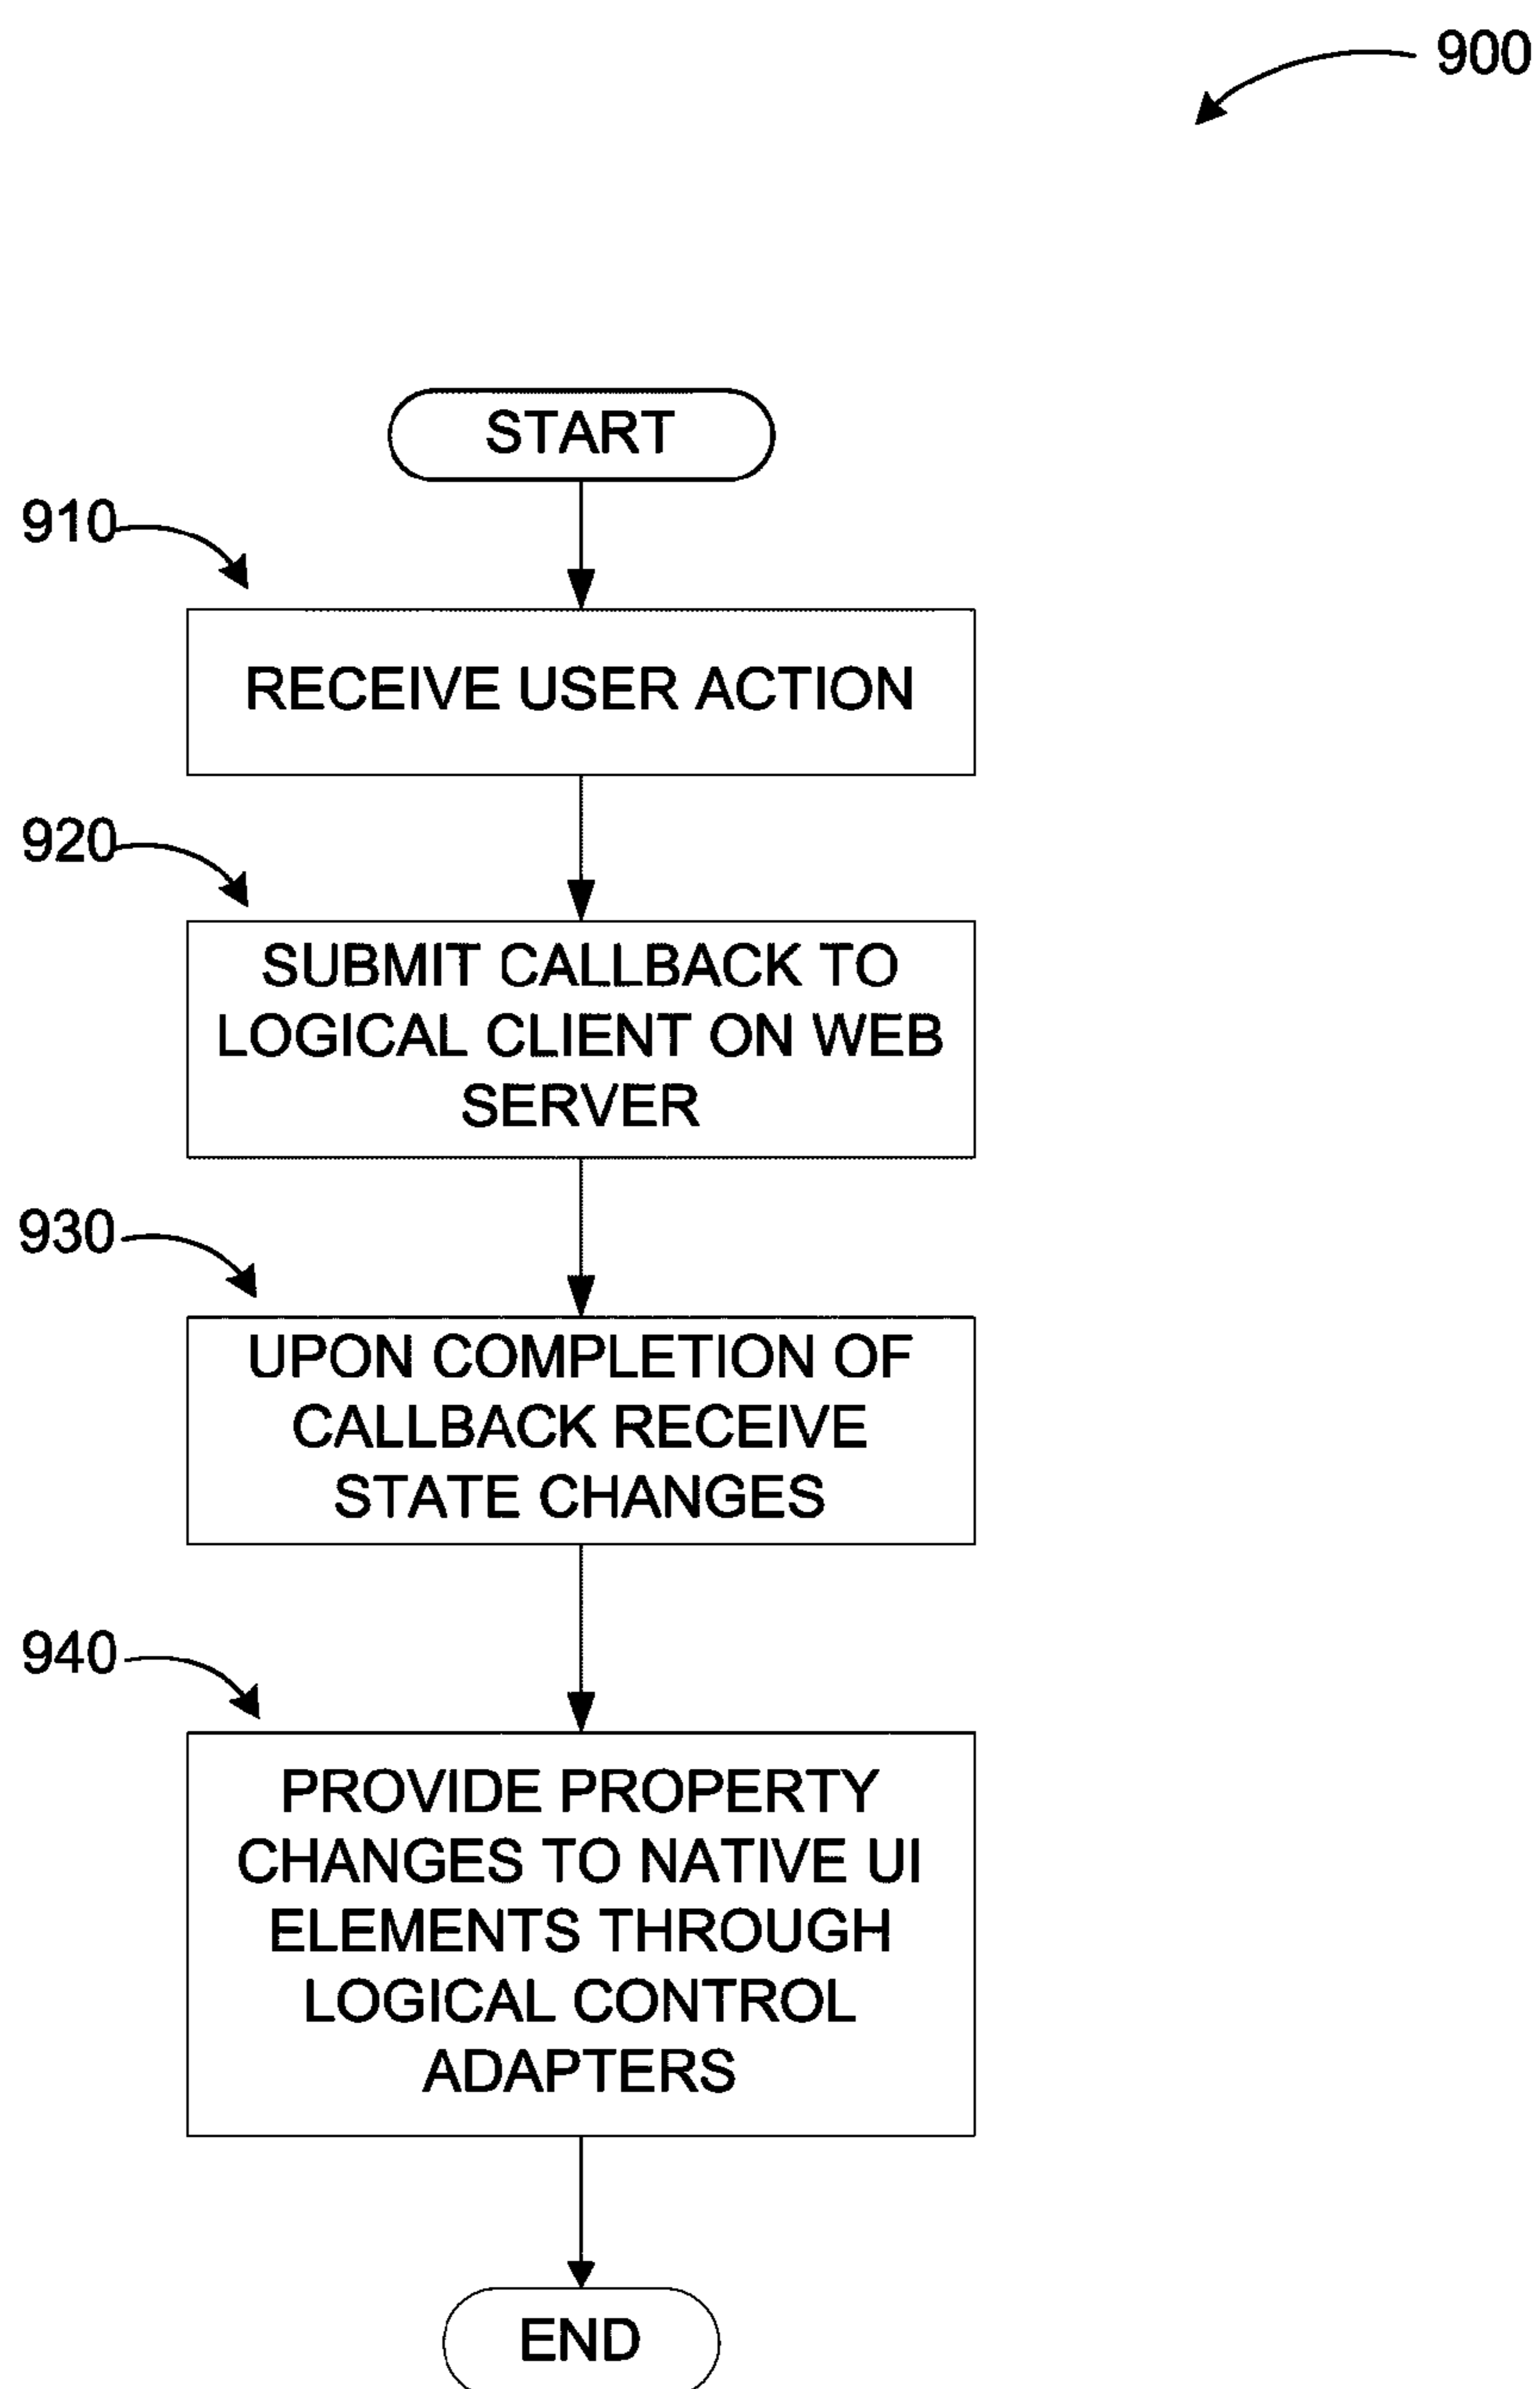 900
START
910
RECEIVE USER ACTION
920
SUBMIT CALLBACK TO
LOGICAL CLIENT ON WEB
SERVER
930
UPON COMPLETION OF
CALLBACK RECEIVE
STATE CHANGES
940
PROVIDE PROPERTY
CHANGES TO NATIVE UI
ELEMENTS THROUGH
LOGICAL CONTROL
ADAPTERS
END